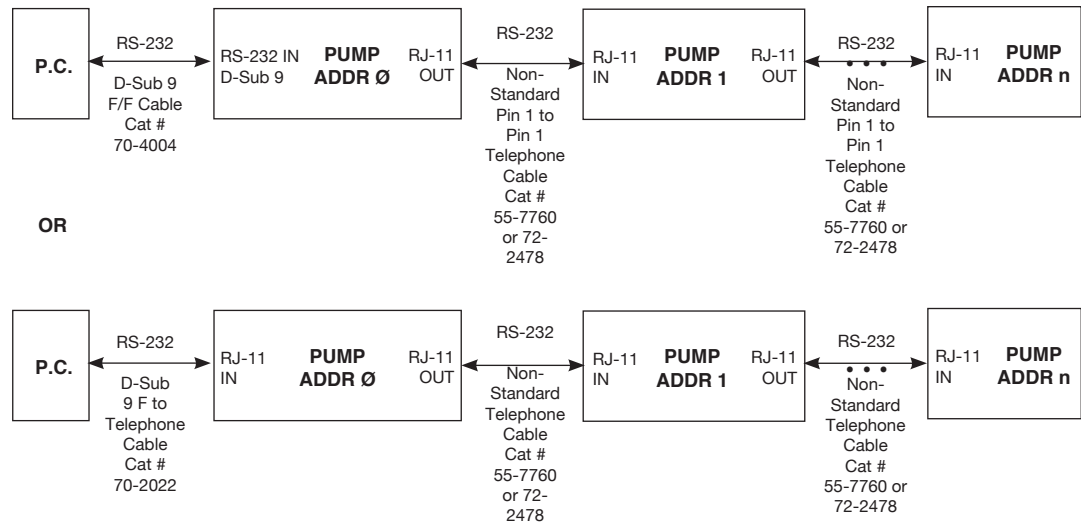 P.C.
RS-232
D-Sub 9
F/F Cable
Cat #
70-4004
RS-232 IN
D-Sub 9
PUMP
ADDR Ø
RJ-11
OUT
RS-232
Non-
Standard
Pin 1 to
Pin 1
Telephone
Cable
Cat #
55-7760
or 72-
2478
RJ-11
IN
PUMP
ADDR 1
RJ-11
OUT
RS-232
• • •
Non-
Standard
Pin 1 to
Pin 1
Telephone
Cable
Cat #
55-7760 or
72-2478
RJ-11
IN
PUMP
ADDR n
OR
P.C.
RS-232
D-Sub
9 F to
Telephone
Cable
Cat #
70-2022
RJ-11
IN
PUMP
ADDR Ø
RJ-11
OUT
RS-232
Non-
Standard
Telephone
Cable
Cat #
55-7760
or 72-
2478
RJ-11
IN
PUMP
ADDR 1
RJ-11
OUT
RS-232
• • •
Non-
Standard
Telephone
Cable
Cat #
55-7760 or
72-2478
RJ-11
IN
PUMP
ADDR n